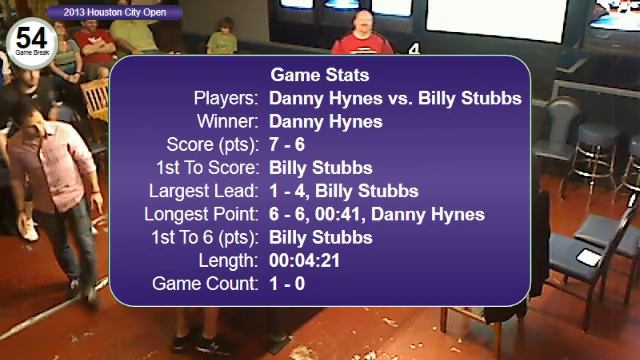 2013 Houston City Open
54
Game Break
4
Game Stats
Players: Danny Hynes vs. Billy Stubbs
Winner: Danny Hynes
Score (pts): 7 - 6
1st To Score: Billy Stubbs
Largest Lead: 1 - 4, Billy Stubbs
Longest Point: 6 - 6, 00:41, Danny Hynes
1st To 6 (pts): Billy Stubbs
Length: 00:04:21
Game Count: 1 - 0